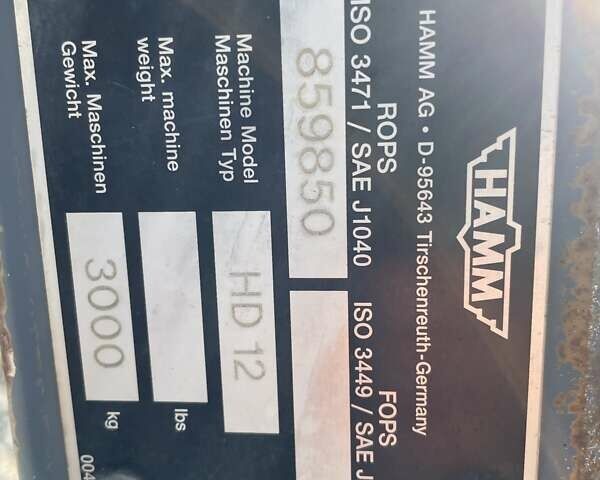 HAMM
HAMM AG · D-95643 Tirschenreuth-Germany
ROPS
ISO 3471 / SAE J1040
FOPS
ISO 3449 / SAE J
859850
Machine Model
Maschinen Typ
HD 12
Max. machine
weight
lbs
Max. Maschinen
Gewicht
3000
kg
004